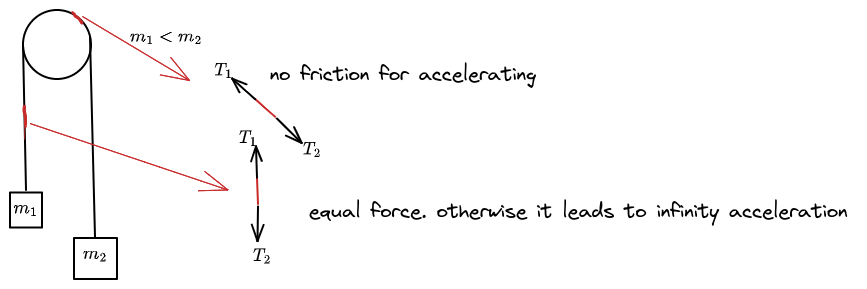 m₁ < m₂
T₁
no friction for accelerating
T₂
T₁
equal force. otherwise it leads to infinity acceleration
T₂
m₁
m₂